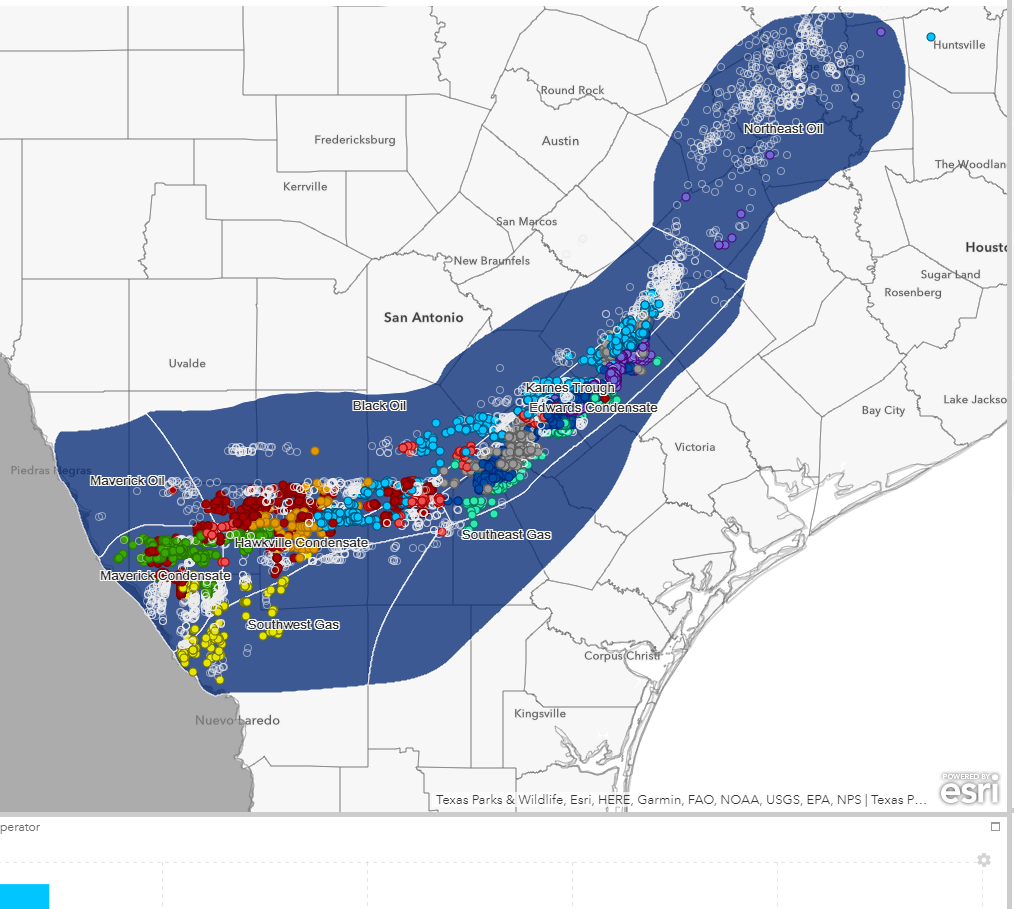 Huntsville
Round Rock
Northeast Oil
Fredericksburg
Austin
The Woodlan
Kerrville
San Marcos
Houst
New Braunfels
Sugar Land
Rosenberg
San Antonio
Uvalde
Karnes Trough
Lake Jackso
Black Oil
Edwards Condensate
Bay City
Victoria
Piedras Negras
Maverick Oil
Southeast Gas
Hawkville Condensate
Maverick Condensate
Southwest Gas
Corpus Christi
Nuevo Laredo
Kingsville
POWERED BY
esri
Texas Parks & Wildlife, Esri, HERE, Garmin, FAO, NOAA, USGS, EPA, NPS | Texas P…
perator